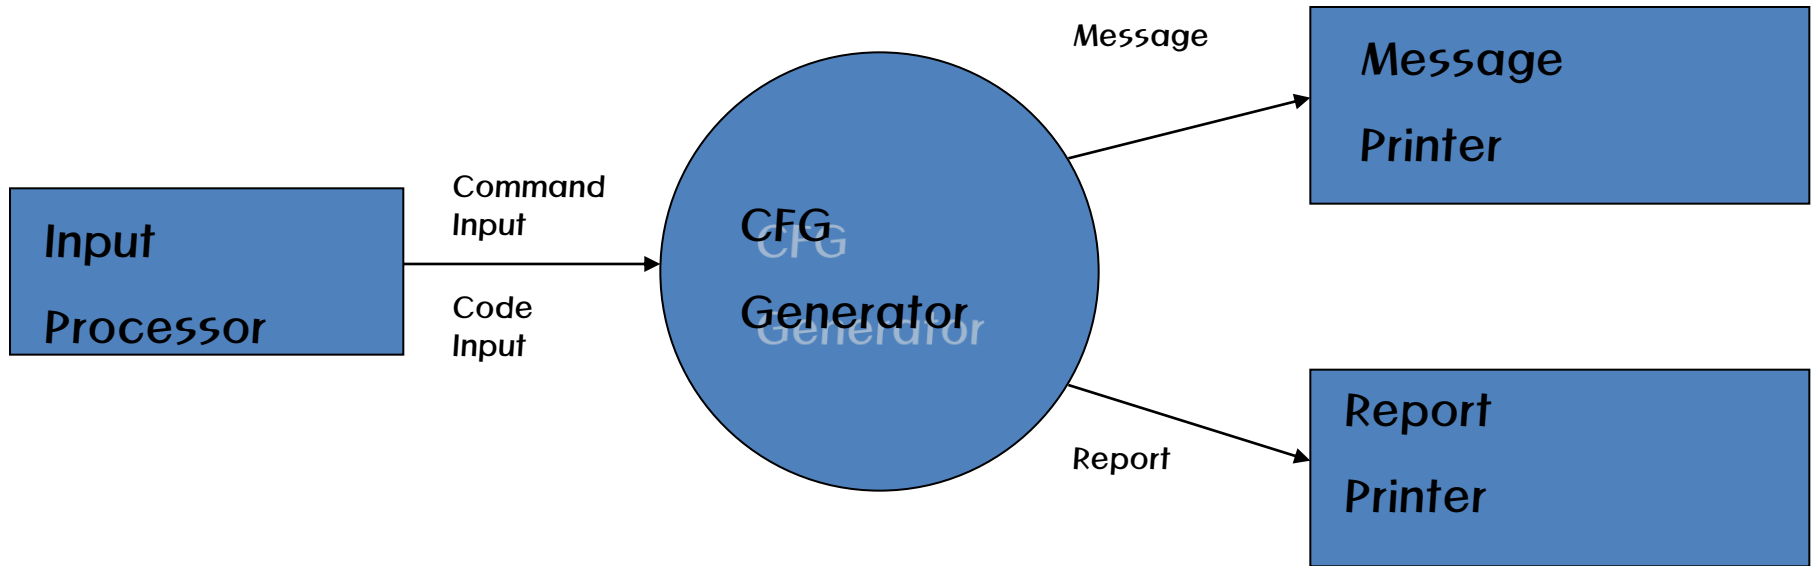 Input
Processor
Command
Input
Code
Input
CFG
Generator
Message
Report
Message
Printer
Report
Printer